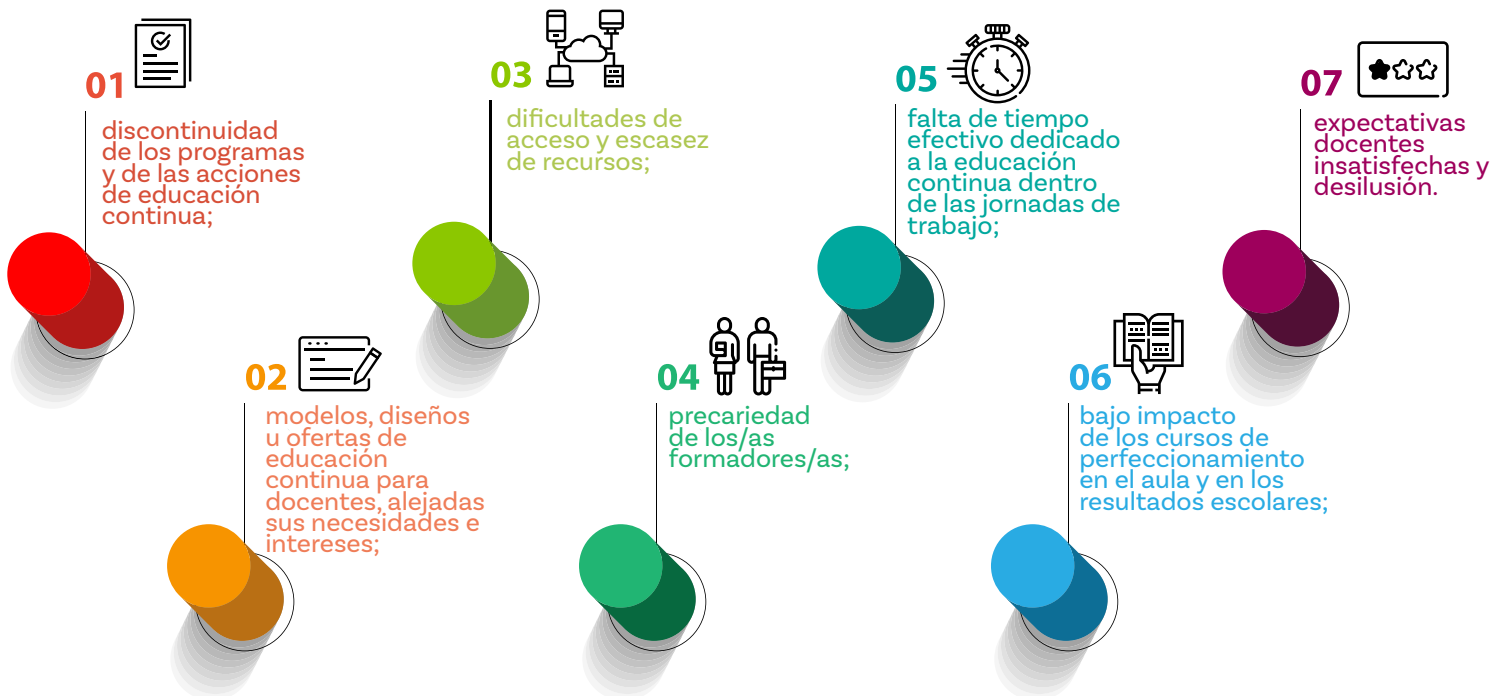 01
discontinuidad
de los programas
y de las acciones
de educación
continua;
02
modelos, diseños
u ofertas de
educación
continua para
docentes, alejadas
sus necesidades e
intereses;
03
dificultades de
acceso y escasez
de recursos;
04
precariedad
de los/as
formadores/as;
05
falta de tiempo
efectivo dedicado
a la educación
continua dentro
de las jornadas de
trabajo;
06
bajo impacto
de los cursos de
perfeccionamiento
en el aula y en los
resultados escolares;
07
expectativas
docentes
insatisfechas y
desilusión.